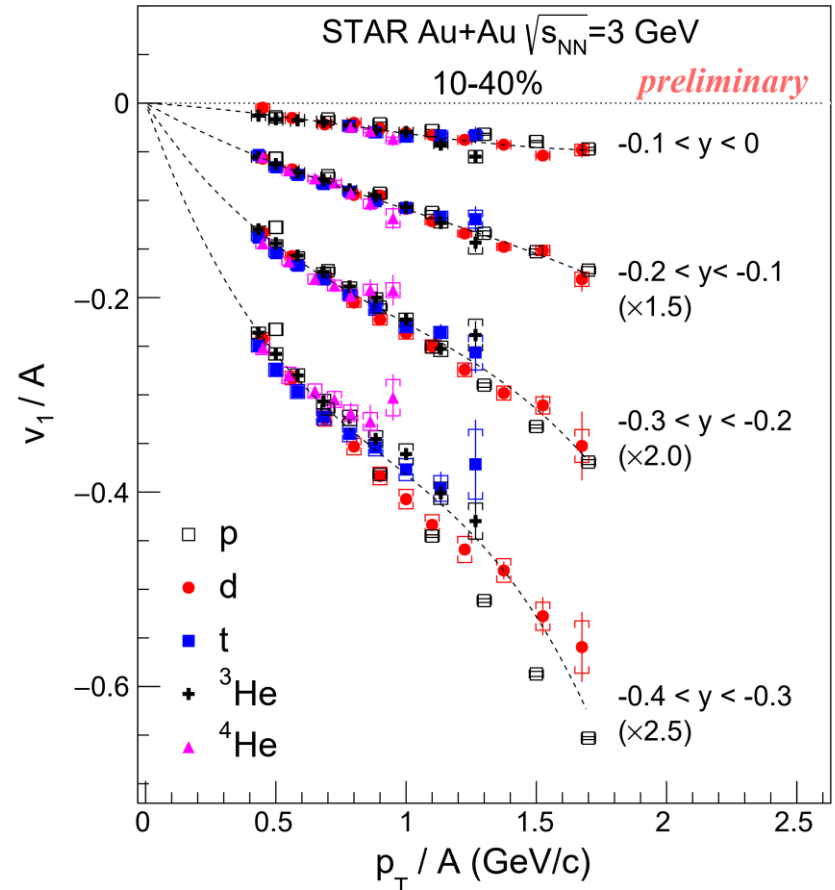 STAR Au+Au √s_NN=3 GeV
10-40% preliminary
0
-0.1 < y < 0
-0.2 < y< -0.1
(×1.5)
−0.2
-0.3 < y < -0.2
(×2.0)
v₁ / A
−0.4
p
d
t
³He
⁴He
−0.6
-0.4 < y < -0.3
(×2.5)
0 0.5 1 1.5 2 2.5
p_T / A (GeV/c)